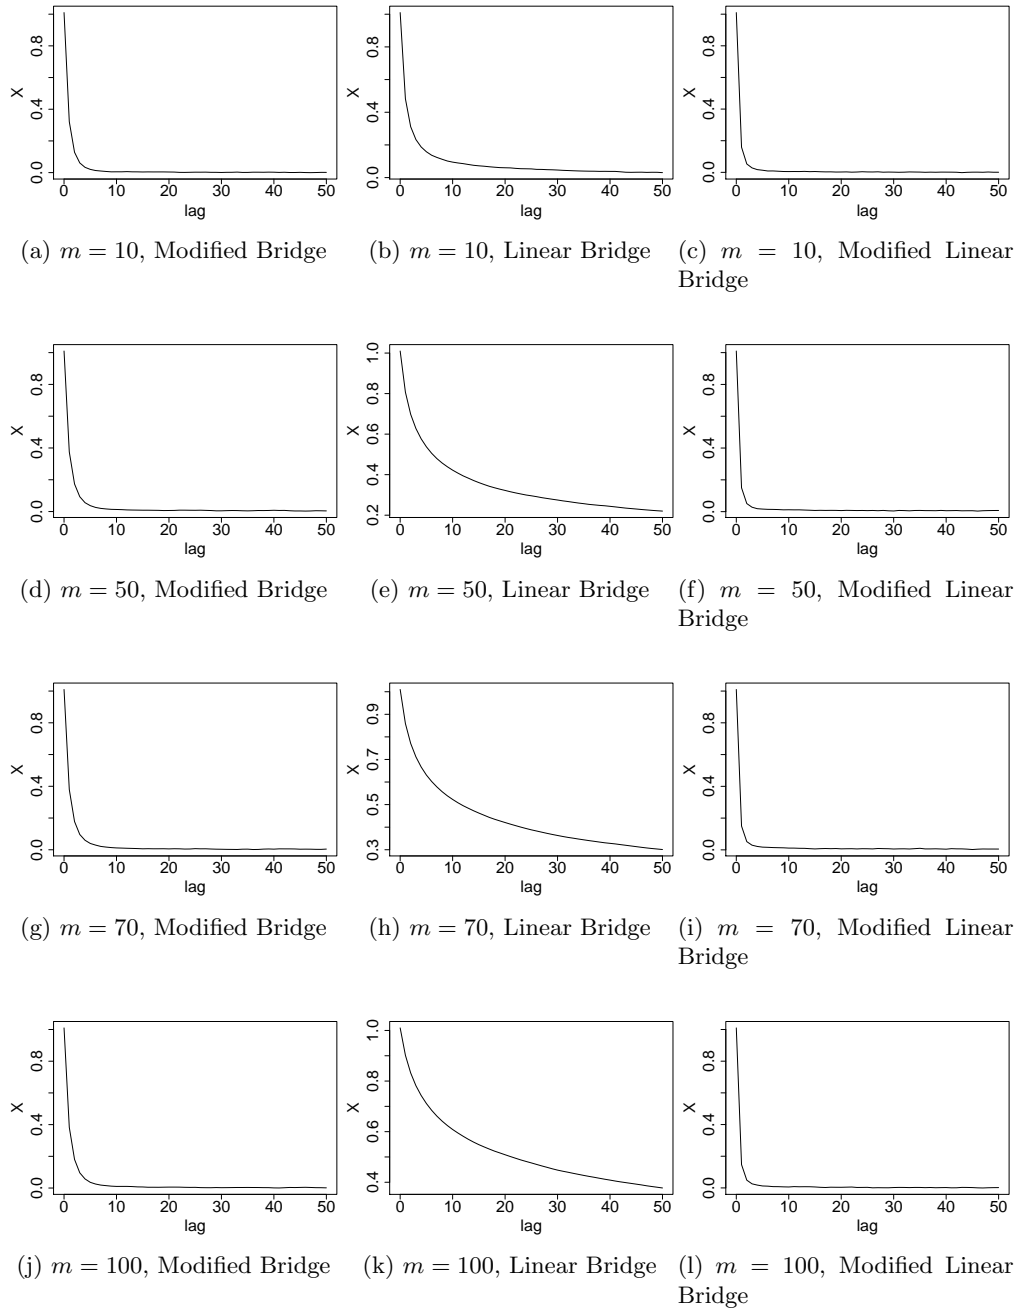 X
0.0 0.4 0.8
0 10 20 30 40 50
lag
X
0.0 0.4 0.8
0 10 20 30 40 50
lag
X
0.0 0.4 0.8
0 10 20 30 40 50
lag
(a) m = 10, Modified Bridge
(b) m = 10, Linear Bridge
(c) m = 10, Modified Linear
Bridge
X
0.0 0.4 0.8
0 10 20 30 40 50
lag
X
0.2 0.4 0.6 0.8 1.0
0 10 20 30 40 50
lag
X
0.0 0.4 0.8
0 10 20 30 40 50
lag
(d) m = 50, Modified Bridge
(e) m = 50, Linear Bridge
(f) m = 50, Modified Linear
Bridge
X
0.0 0.4 0.8
0 10 20 30 40 50
lag
X
0.3 0.5 0.7 0.9
0 10 20 30 40 50
lag
X
0.0 0.4 0.8
0 10 20 30 40 50
lag
(g) m = 70, Modified Bridge
(h) m = 70, Linear Bridge
(i) m = 70, Modified Linear
Bridge
X
0.0 0.4 0.8
0 10 20 30 40 50
lag
X
0.4 0.6 0.8 1.0
0 10 20 30 40 50
lag
X
0.0 0.4 0.8
0 10 20 30 40 50
lag
(j) m = 100, Modified Bridge
(k) m = 100, Linear Bridge
(l) m = 100, Modified Linear
Bridge